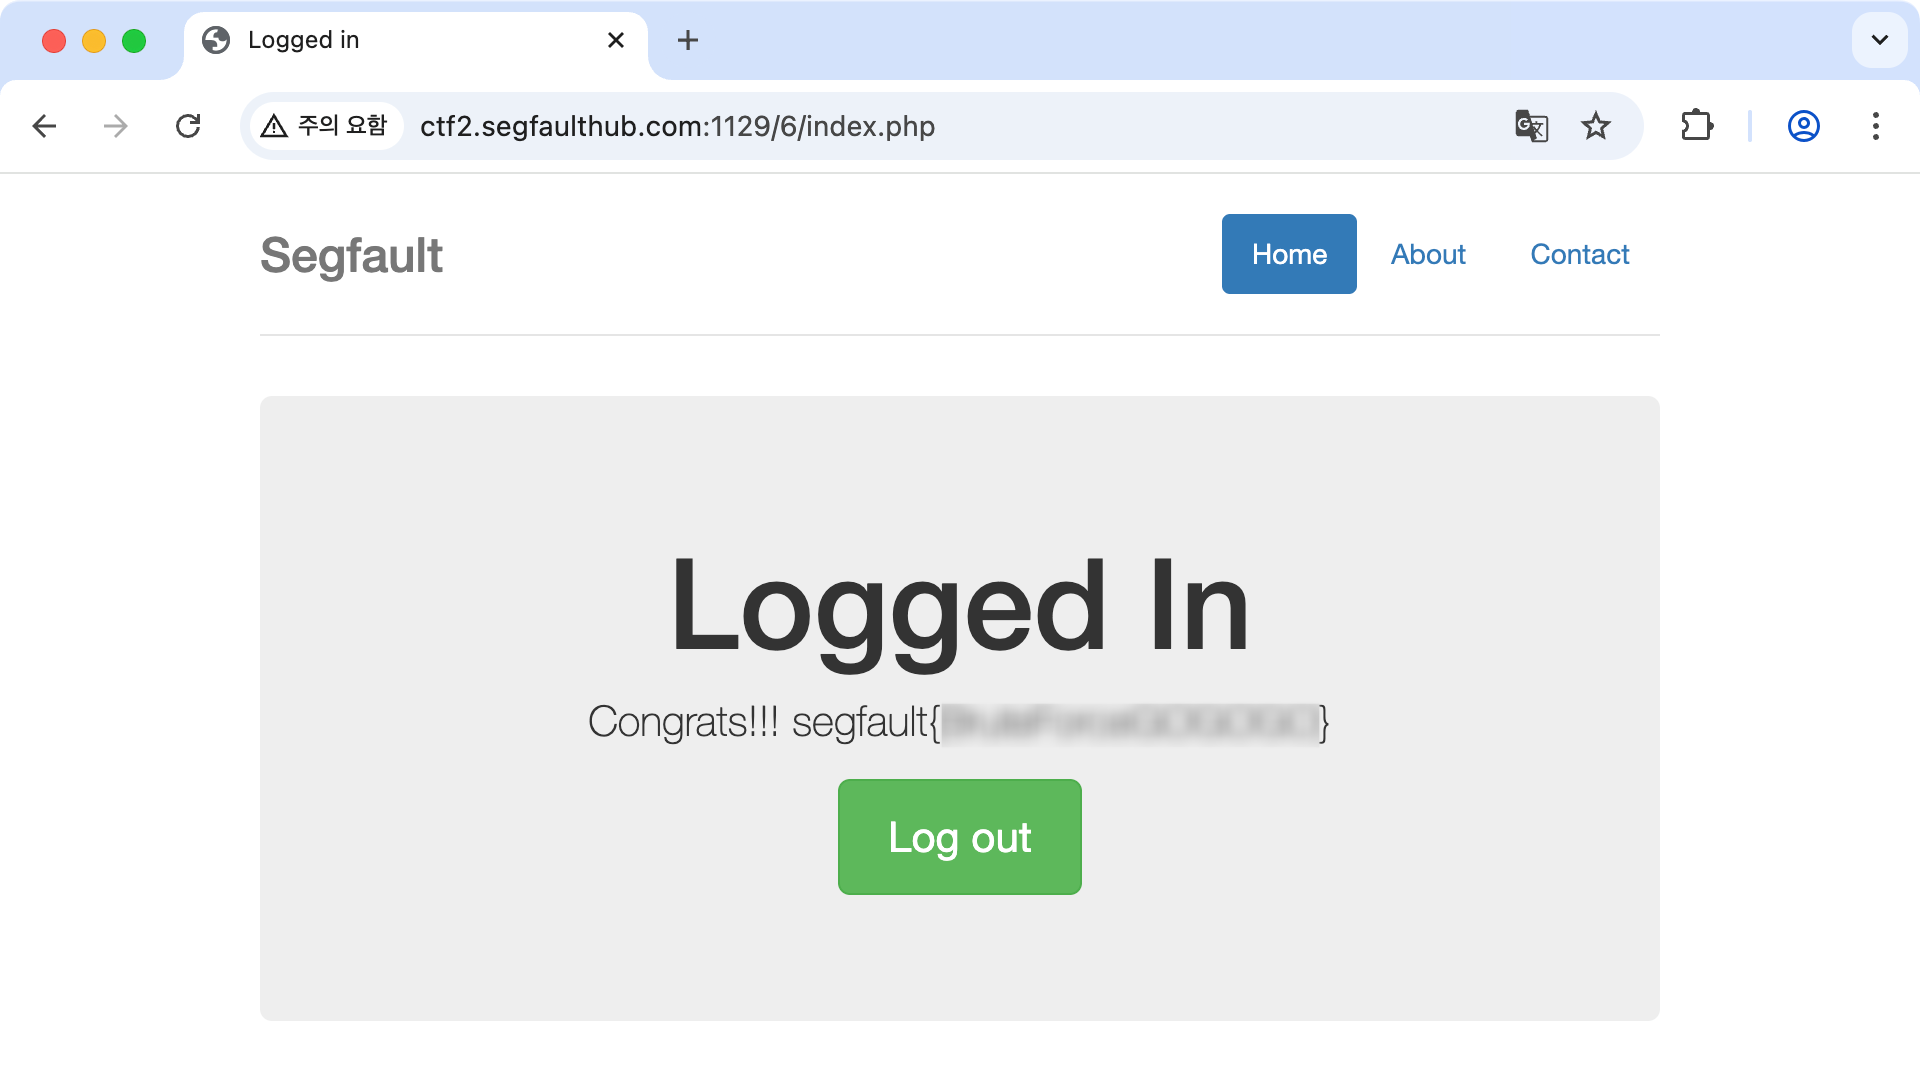 Logged in
주의 요함 ctf2.segfaulthub.com:1129/6/index.php
Segfault
Home About Contact
Logged In
Congrats!!! segfault{}
Log out